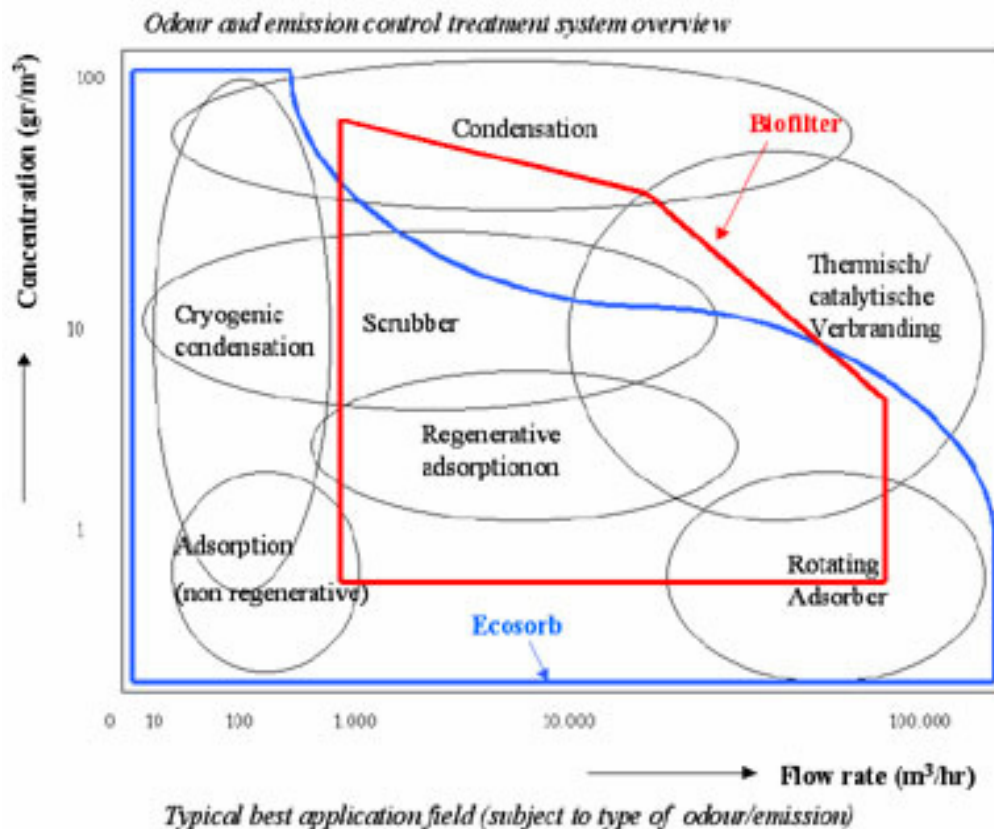 Odour and emission control treatment system overview
Concentration (gr/m³)
100
10
1
Condensation
Biofilter
Thermisch/
catalytische
Verbranding
Cryogenic
condensation
Scrubber
Regenerative
adsorptionon
Adsorption
(non regenerative)
Rotating
Adsorber
Ecosorb
0 10 100 1.000 10.000 100.000
Flow rate (m³/hr)
Typical best application field (subject to type of odour/emission)